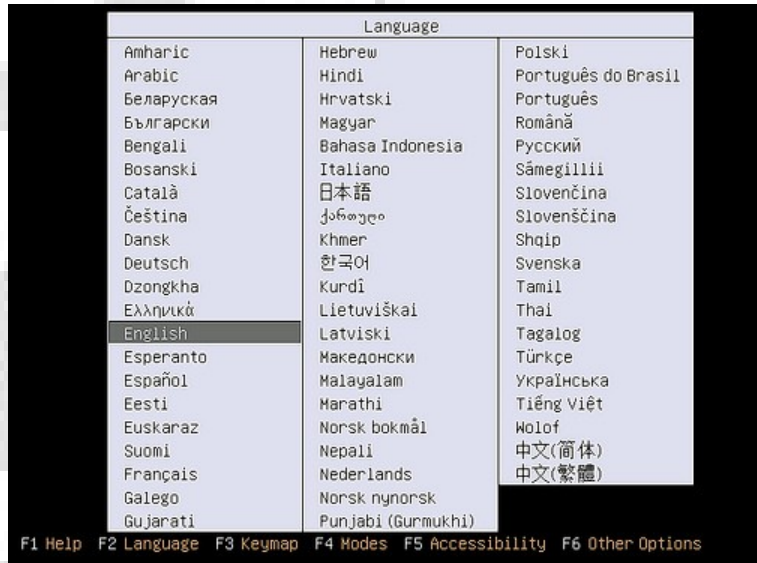 Language
Amharic
Arabic
Беларуская
Български
Bengali
Bosanski
Català
Čeština
Dansk
Deutsch
Dzongkha
Ελληνικά
English
Esperanto
Español
Eesti
Euskaraz
Suomi
Français
Galego
Gujarati
Hebrew
Hindi
Hrvatski
Magyar
Bahasa Indonesia
Italiano
日本語
ქართული
Khmer
한국어
Kurdî
Lietuviškai
Latviski
Македонски
Malayalam
Marathi
Norsk bokmål
Nepali
Nederlands
Norsk nynorsk
Punjabi (Gurmukhi)
Polski
Português do Brasil
Português
Română
Русский
Sámegillii
Slovenčina
Slovenščina
Shqip
Svenska
Tamil
Thai
Tagalog
Türkçe
Українська
Tiếng Việt
Wolof
中文(简体)
中文(繁體)
F1 Help F2 Language F3 Keymap F4 Modes F5 Accessibility F6 Other Options